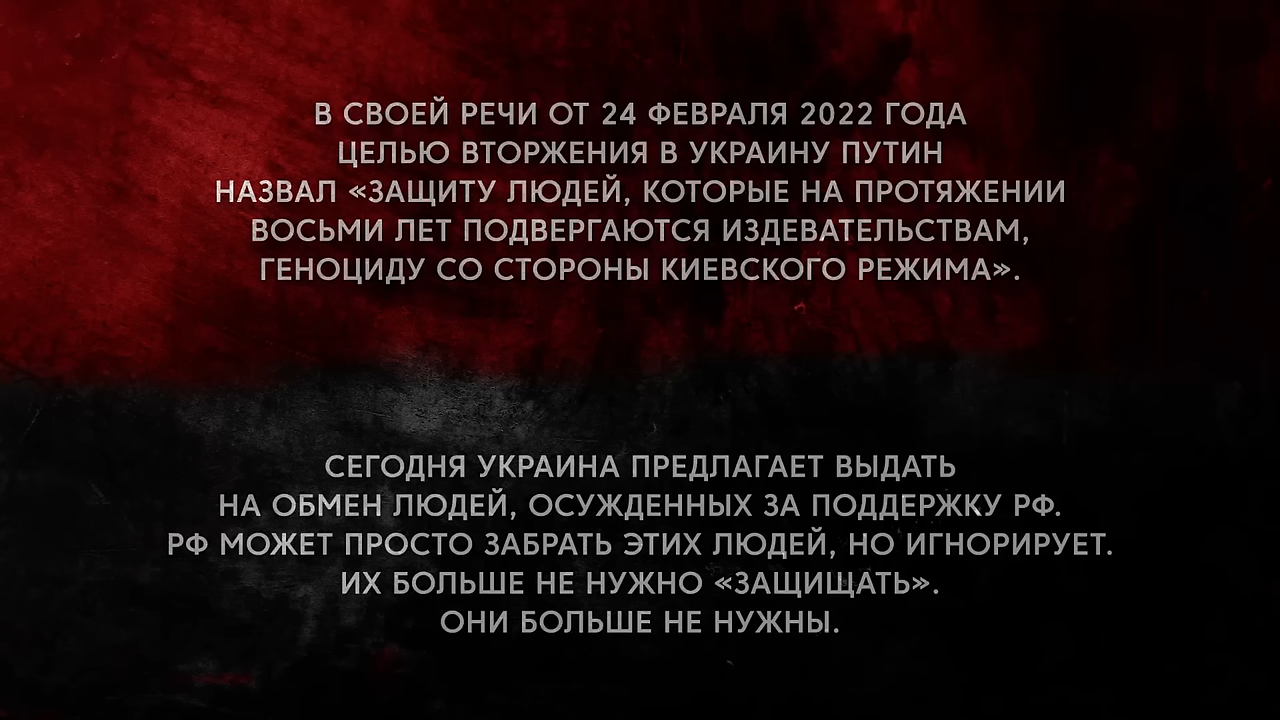 В СВОЕЙ РЕЧИ ОТ 24 ФЕВРАЛЯ 2022 ГОДА
ЦЕЛЬЮ ВТОРЖЕНИЯ В УКРАИНУ ПУТИН
НАЗВАЛ «ЗАЩИТУ ЛЮДЕЙ, КОТОРЫЕ НА ПРОТЯЖЕНИИ
ВОСЬМИ ЛЕТ ПОДВЕРГАЮТСЯ ИЗДЕВАТЕЛЬСТВАМ,
ГЕНОЦИДУ СО СТОРОНЫ КИЕВСКОГО РЕЖИМА».
СЕГОДНЯ УКРАИНА ПРЕДЛАГАЕТ ВЫДАТЬ
НА ОБМЕН ЛЮДЕЙ, ОСУЖДЕННЫХ ЗА ПОДДЕРЖКУ РФ.
РФ МОЖЕТ ПРОСТО ЗАБРАТЬ ЭТИХ ЛЮДЕЙ, НО ИГНОРИРУЕТ.
ИХ БОЛЬШЕ НЕ НУЖНО «ЗАЩИЩАТЬ».
ОНИ БОЛЬШЕ НЕ НУЖНЫ.